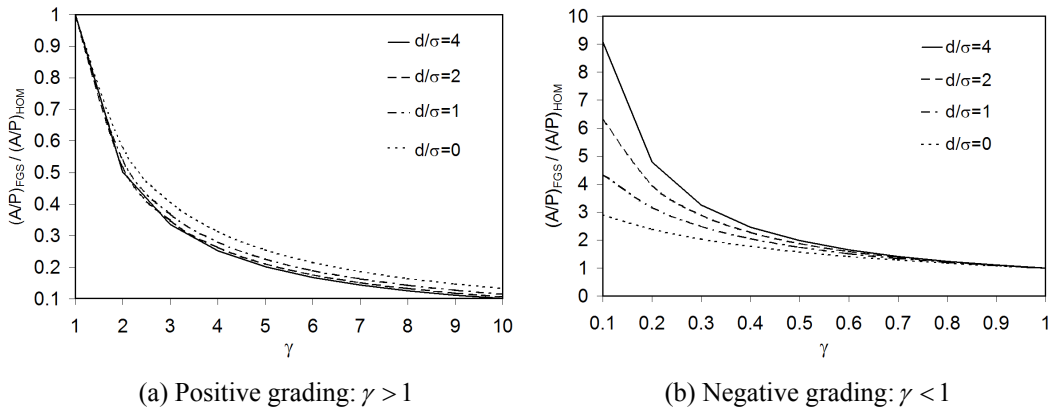 (A/P)FGS / (A/P)HOM
1
0.9
0.8
0.7
0.6
0.5
0.4
0.3
0.2
0.1
1 2 3 4 5 6 7 8 9 10
γ
d/σ=4
d/σ=2
d/σ=1
d/σ=0
(a) Positive grading: γ > 1
(A/P)FGS / (A/P)HOM
10
9
8
7
6
5
4
3
2
1
0
0.1 0.2 0.3 0.4 0.5 0.6 0.7 0.8 0.9 1
γ
d/σ=4
d/σ=2
d/σ=1
d/σ=0
(b) Negative grading: γ < 1